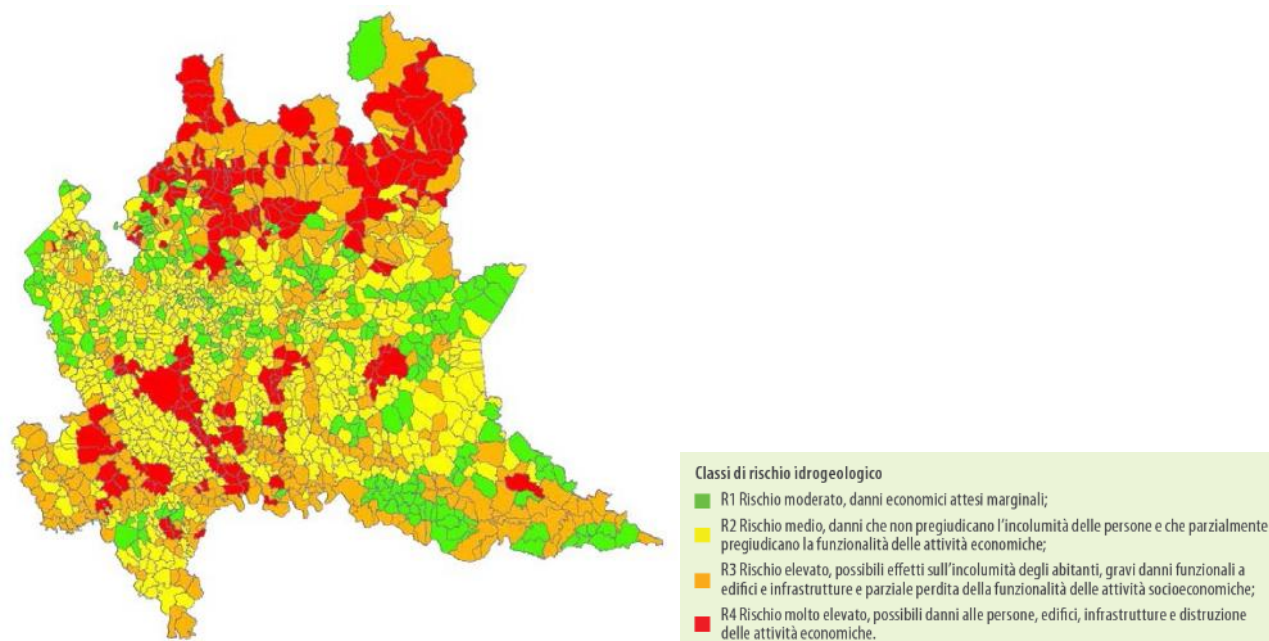 Classi di rischio idrogeologico
R1 Rischio moderato, danni economici attesi marginali;
R2 Rischio medio, danni che non pregiudicano l’incolumità delle persone e che parzialmente
pregiudicano la funzionalità delle attività economiche;
R3 Rischio elevato, possibili effetti sull’incolumità degli abitanti, gravi danni funzionali a
edifici e infrastrutture e parziale perdita della funzionalità delle attività socioeconomiche;
R4 Rischio molto elevato, possibili danni alle persone, edifici, infrastrutture e distruzione
delle attività economiche.